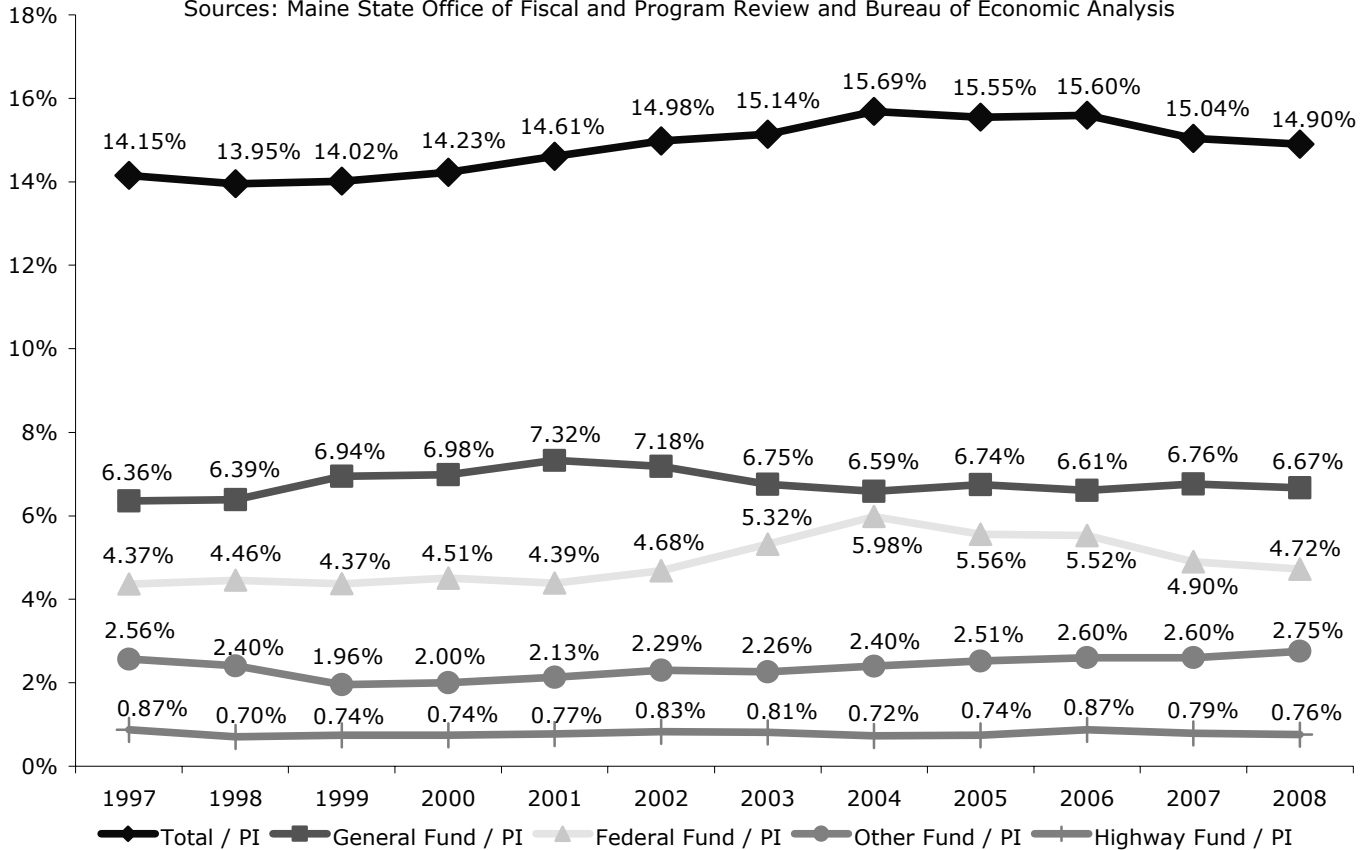 Sources: Maine State Office of Fiscal and Program Review and Bureau of Economic Analysis
18%
16%
14%
12%
10%
8%
6%
4%
2%
0%
14.15% 13.95% 14.02% 14.23% 14.61% 14.98% 15.14% 15.69% 15.55% 15.60% 15.04% 14.90%
6.36% 6.39% 6.94% 6.98% 7.32% 7.18% 6.75% 6.59% 6.74% 6.61% 6.76% 6.67%
4.37% 4.46% 4.37% 4.51% 4.39% 4.68% 5.32% 5.98% 5.56% 5.52% 4.90% 4.72%
2.56% 2.40% 1.96% 2.00% 2.13% 2.29% 2.26% 2.40% 2.51% 2.60% 2.60% 2.75%
0.87% 0.70% 0.74% 0.74% 0.77% 0.83% 0.81% 0.72% 0.74% 0.87% 0.79% 0.76%
1997 1998 1999 2000 2001 2002 2003 2004 2005 2006 2007 2008
Total / PI General Fund / PI Federal Fund / PI Other Fund / PI Highway Fund / PI